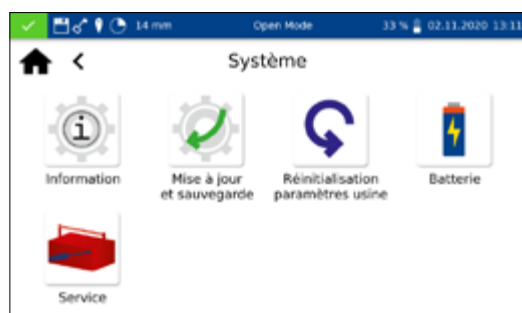 14 mm Open Mode 33 % 02.11.2020 13:11
Système
Information Mise à jour et sauvegarde Réinitialisation paramètres usine Batterie
Service